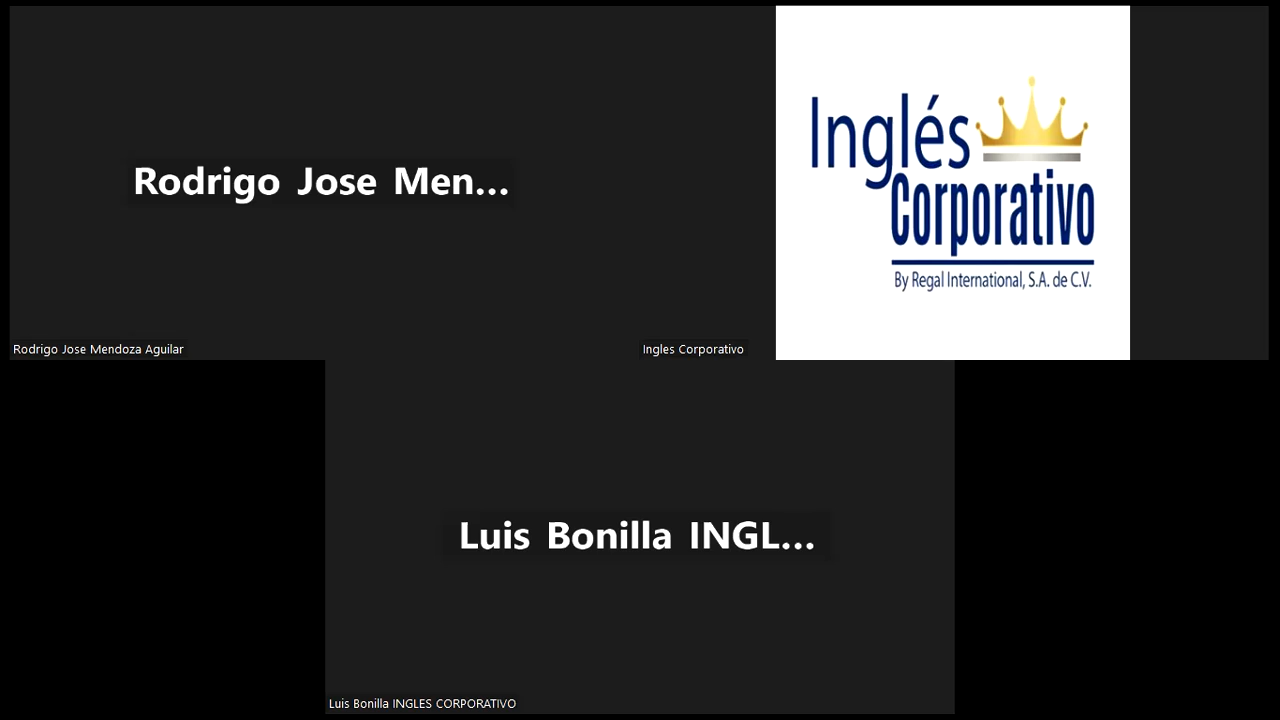 Rodrigo Jose Men...
Rodrigo Jose Mendoza Aguilar
Inglés
Corporativo
By Regal International, S.A. de C.V.
Ingles Corporativo
Luis Bonilla INGL...
Luis Bonilla INGLES CORPORATIVO